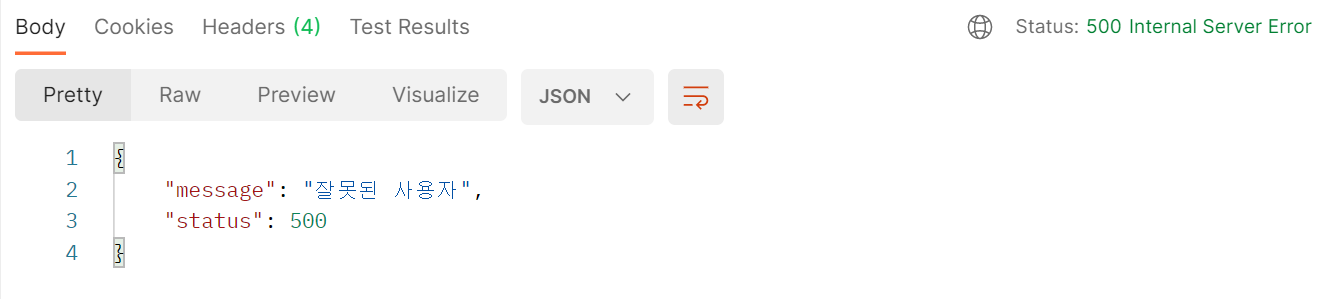 Body Cookies Headers (4) Test Results Status: 500 Internal Server Error
Pretty Raw Preview Visualize JSON
1 {
2 "message": "잘못된 사용자",
3 "status": 500
4 }